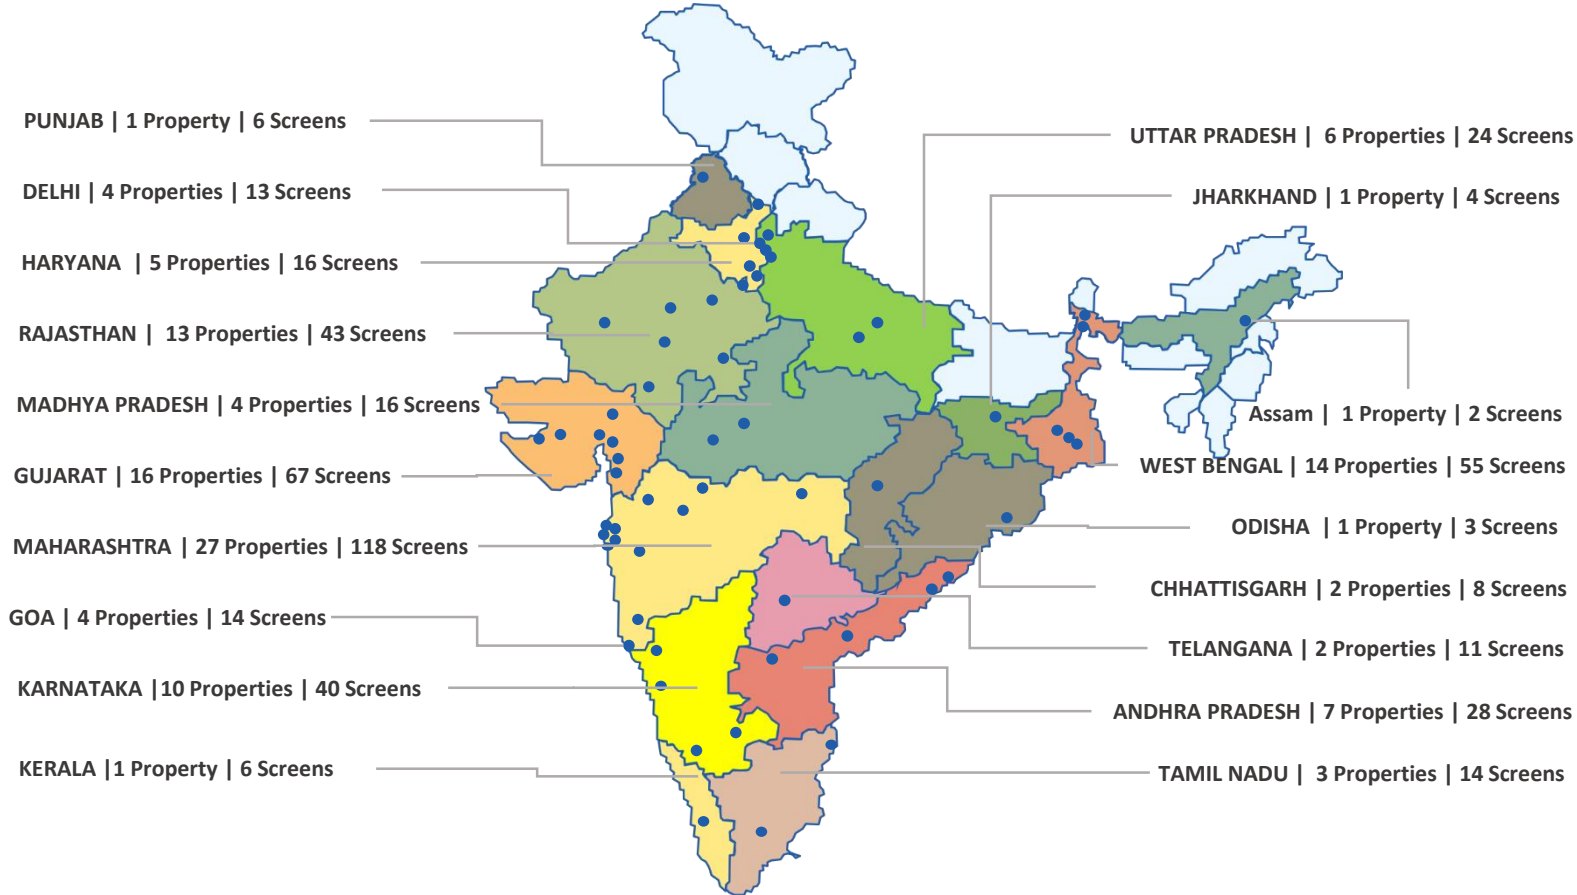 PUNJAB | 1 Property | 6 Screens
DELHI | 4 Properties | 13 Screens
HARYANA | 5 Properties | 16 Screens
RAJASTHAN | 13 Properties | 43 Screens
MADHYA PRADESH | 4 Properties | 16 Screens
GUJARAT | 16 Properties | 67 Screens
MAHARASHTRA | 27 Properties | 118 Screens
GOA | 4 Properties | 14 Screens
KARNATAKA |10 Properties | 40 Screens
KERALA |1 Property | 6 Screens
UTTAR PRADESH | 6 Properties | 24 Screens
JHARKHAND | 1 Property | 4 Screens
Assam | 1 Property | 2 Screens
WEST BENGAL | 14 Properties | 55 Screens
ODISHA | 1 Property | 3 Screens
CHHATTISGARH | 2 Properties | 8 Screens
TELANGANA | 2 Properties | 11 Screens
ANDHRA PRADESH | 7 Properties | 28 Screens
TAMIL NADU | 3 Properties | 14 Screens